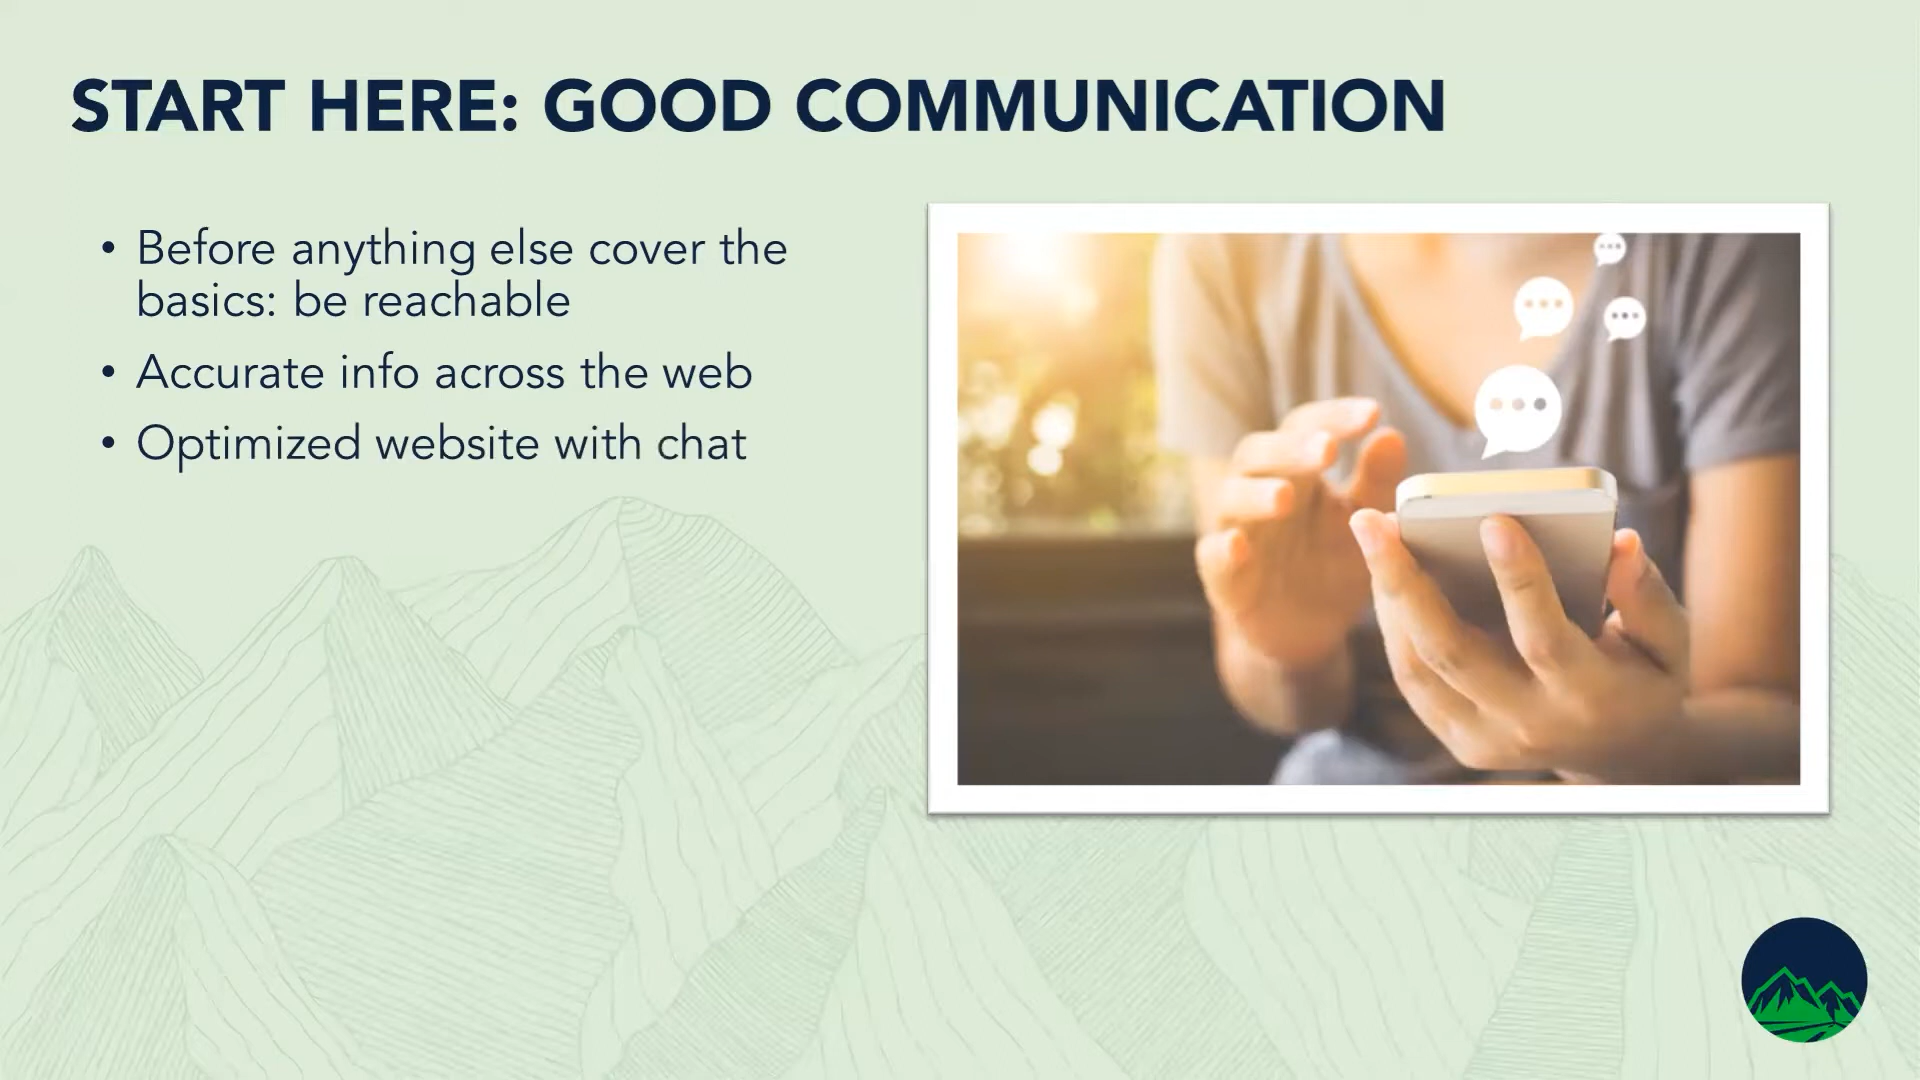 START HERE: GOOD COMMUNICATION
• Before anything else cover the
basics: be reachable
• Accurate info across the web
• Optimized website with chat